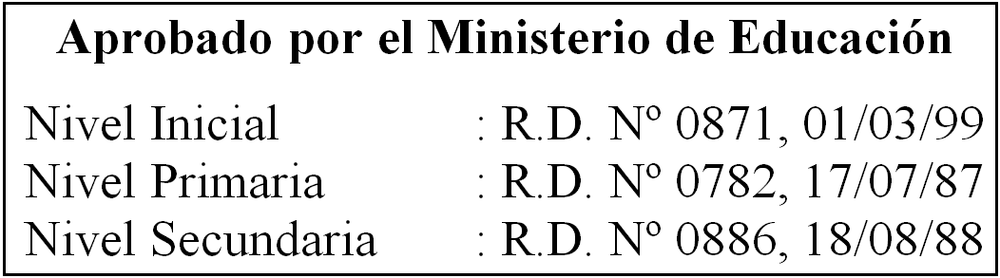 Aprobado por el Ministerio de Educación
Nivel Inicial : R.D. Nº 0871, 01/03/99
Nivel Primaria : R.D. Nº 0782, 17/07/87
Nivel Secundaria : R.D. Nº 0886, 18/08/88